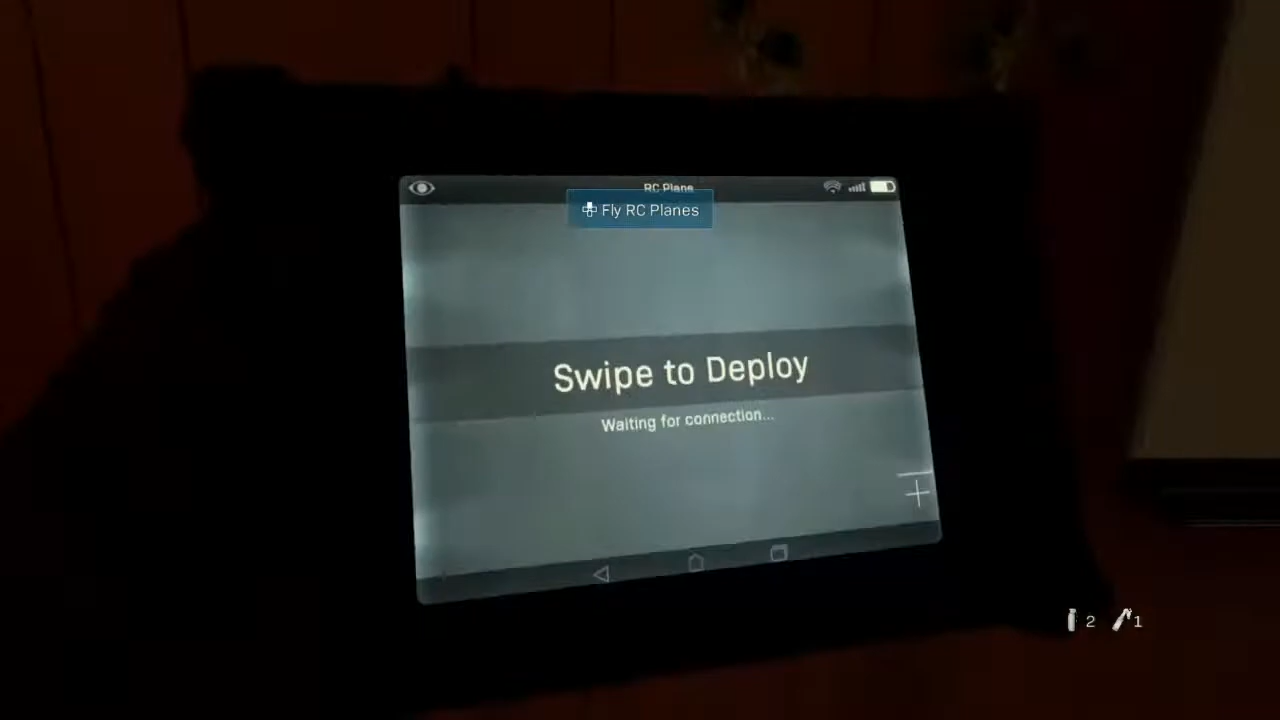 RC Plane
Fly RC Planes
Swipe to Deploy
Waiting for connection...
2 1